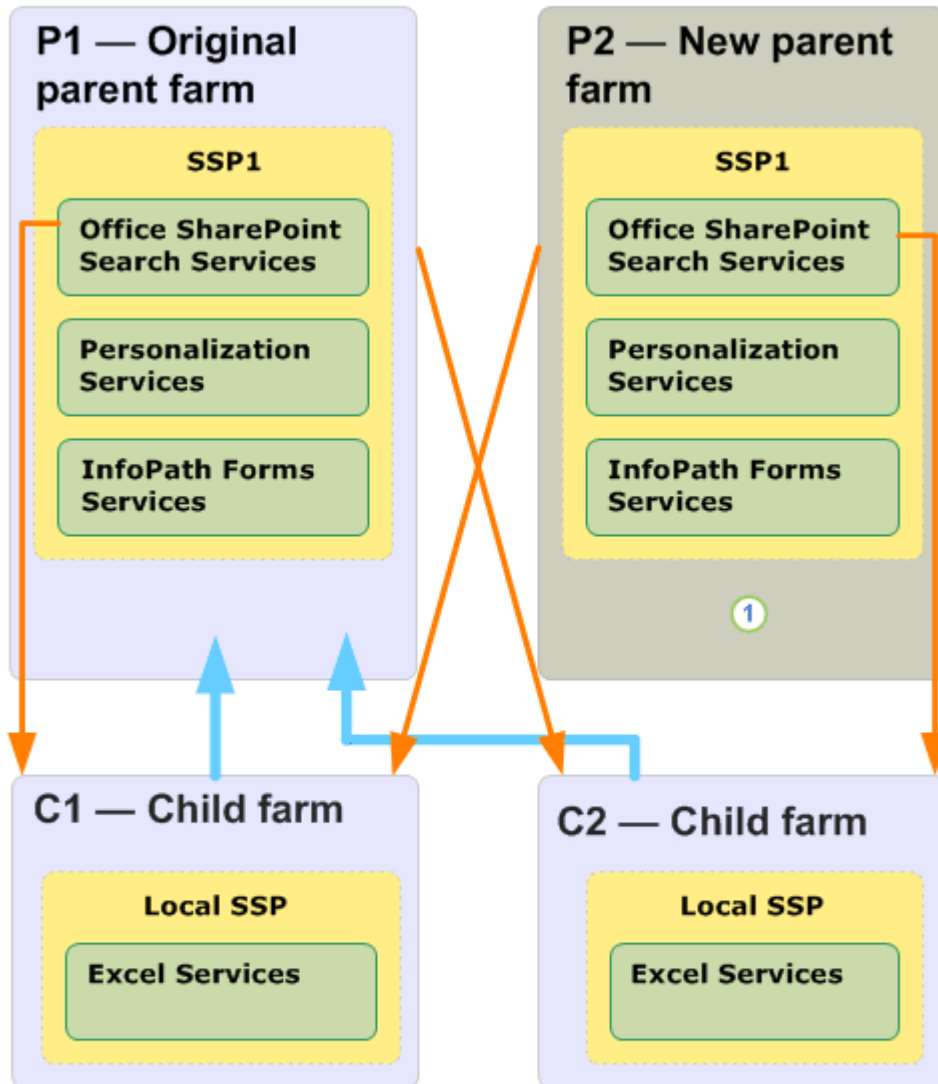 P1 — Original
parent farm
SSP1
Office SharePoint
Search Services
Personalization
Services
InfoPath Forms
Services
P2 — New parent
farm
SSP1
Office SharePoint
Search Services
Personalization
Services
InfoPath Forms
Services
1
C1 — Child farm
Local SSP
Excel Services
C2 — Child farm
Local SSP
Excel Services